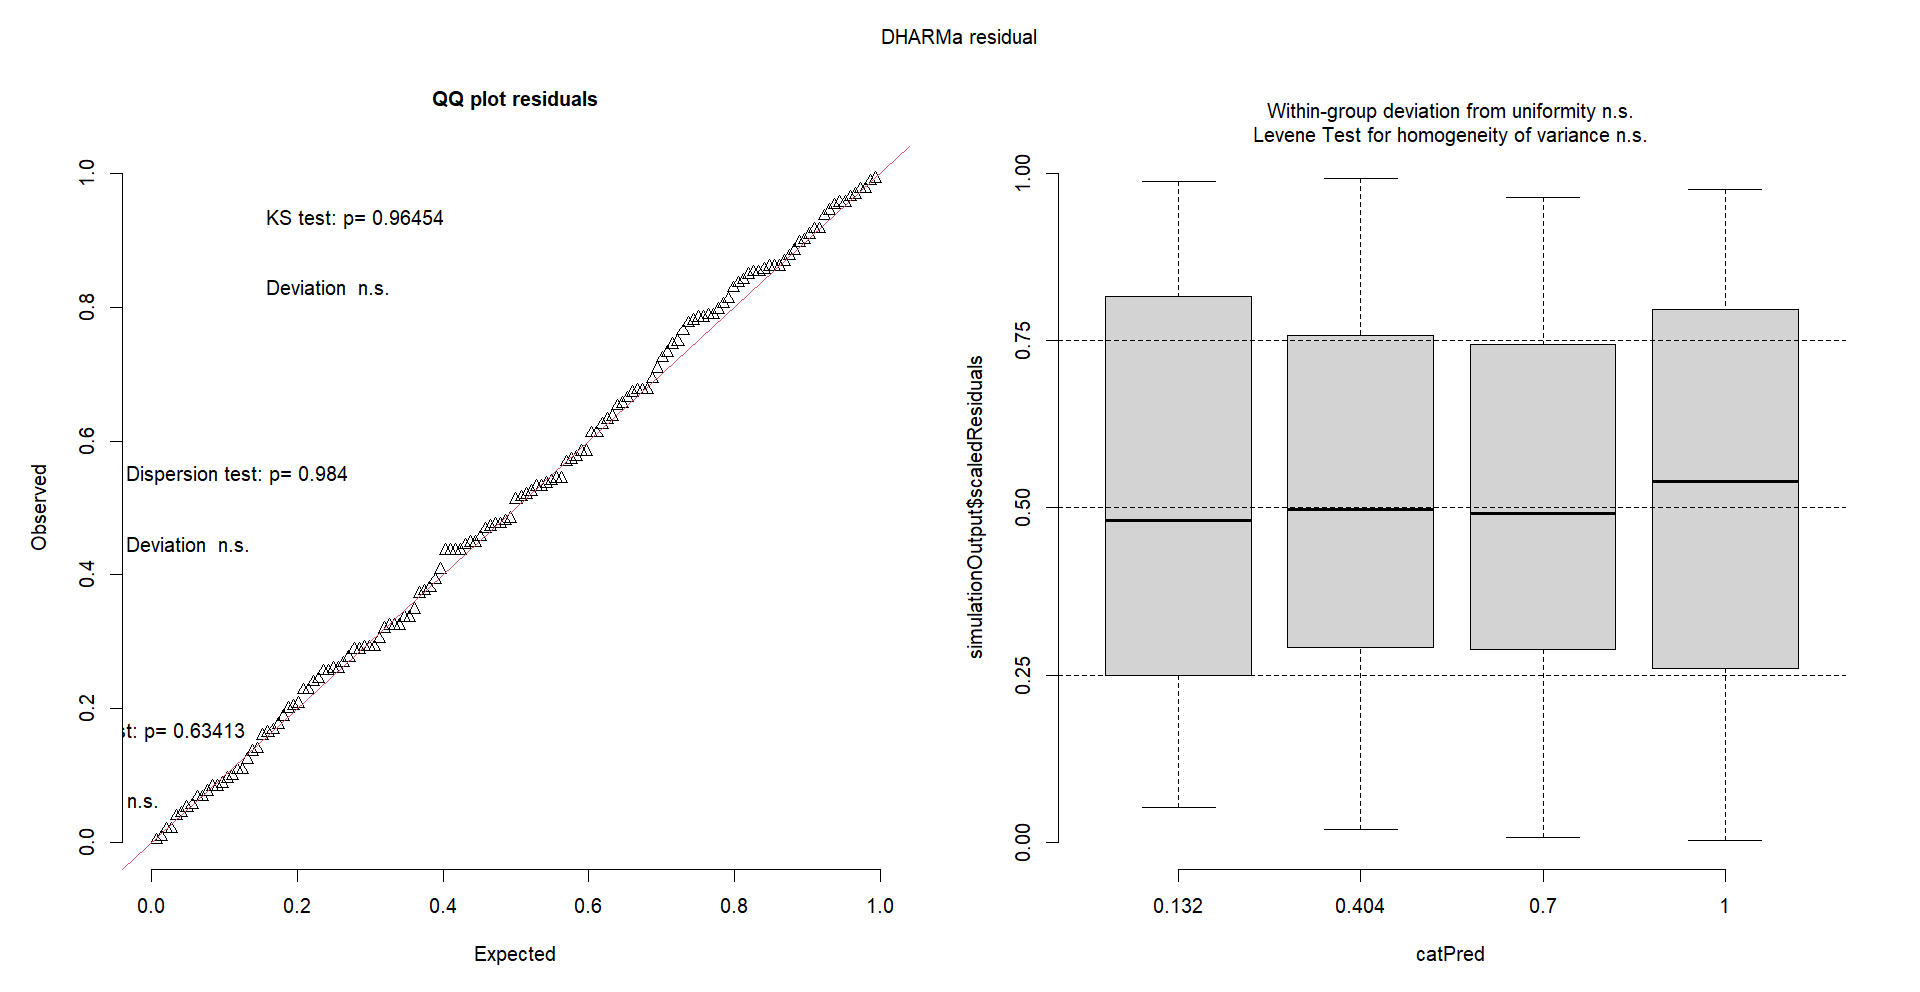 DHARMa residual
QQ plot residuals
KS test: p= 0.96454
Deviation  n.s.
Dispersion test: p= 0.984
Deviation  n.s.
st: p= 0.63413
n.s.
Observed
0.0
0.2
0.4
0.6
0.8
1.0
0.0
0.2
0.4
0.6
0.8
1.0
Expected
Within-group deviation from uniformity n.s.
Levene Test for homogeneity of variance n.s.
simulationOutput$scaledResiduals
0.00
0.25
0.50
0.75
1.00
0.132
0.404
0.7
1
catPred